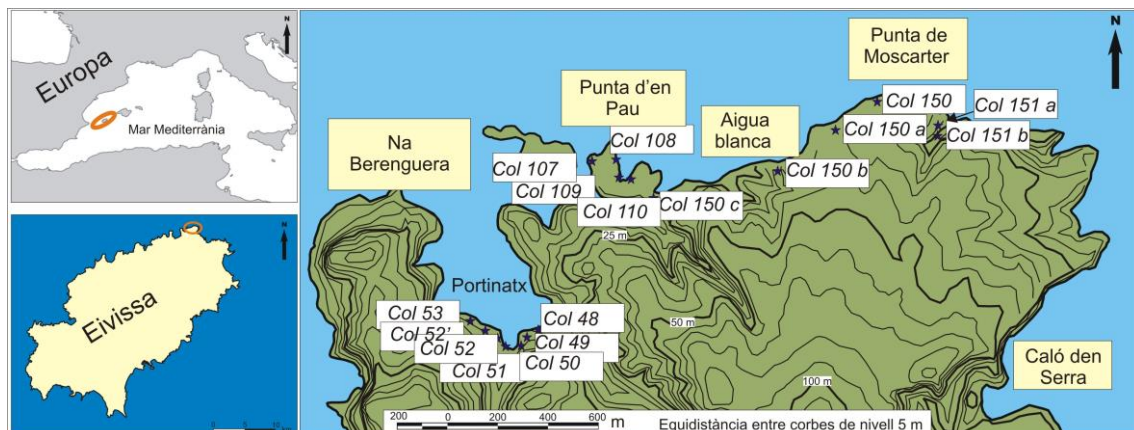 Europa
Mar Mediterrània
N
Eivissa
N
Punta de
Moscarter
N
Punta d'en
Pau
Col 150
Col 151 a
Col 108
Aigua
blanca
Col 150 a
Col 151 b
Na
Berenguera
Col 107
Col 150 b
Col 109
Col 110
Col 150 c
25 m
Portinatx
Col 53
Col 48
Col 52'
Col 52
Col 49
50 m
Col 51
Col 50
Caló den
Serra
100 m
200 0 200 400 600
m
Equidistància entre corbes de nivell 5 m